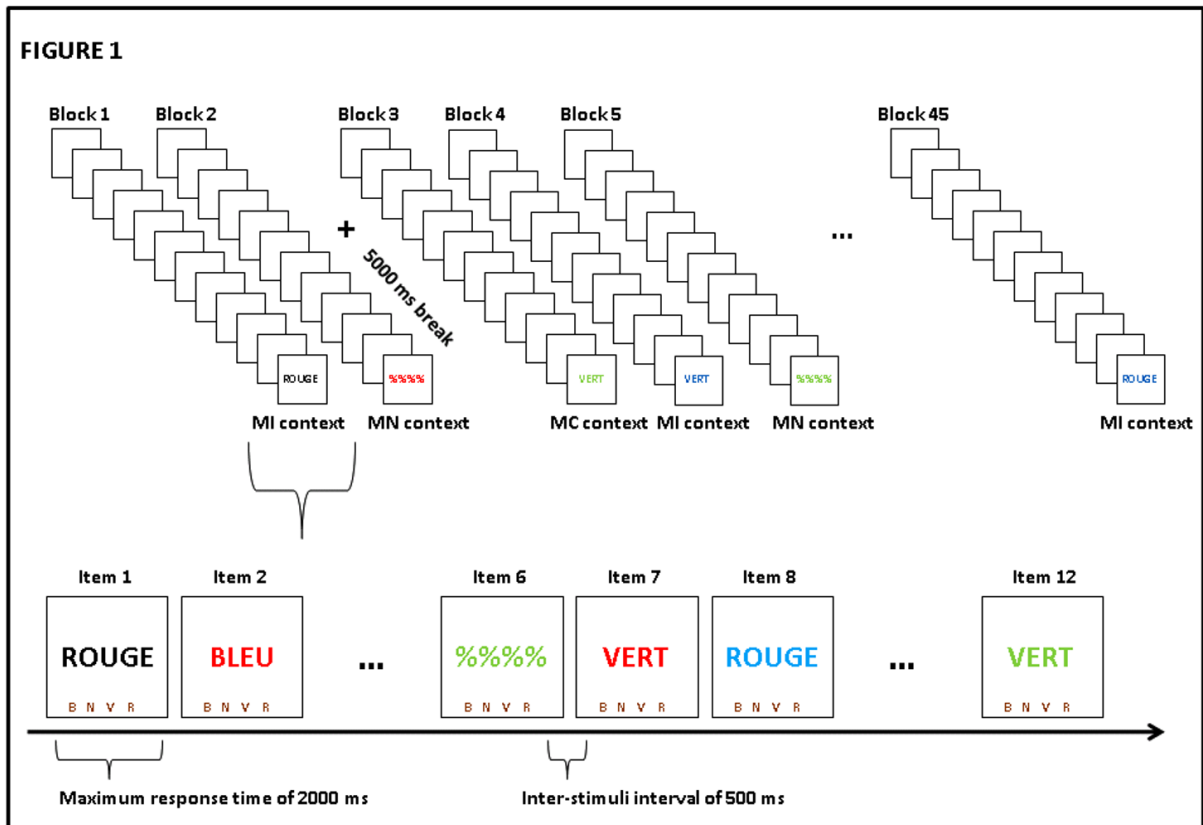 FIGURE 1
Block 1 Block 2 Block 3 Block 4 Block 5 Block 45
+
5000 ms break
...
ROUGE %%%% VERT VERT %%%% ROUGE
MI context MN context MC context MI context MN context MI context
Item 1 Item 2 Item 6 Item 7 Item 8 Item 12
ROUGE BLEU ... %%%% VERT ROUGE ... VERT
B N V R B N V R B N V R B N V R B N V R B N V R
Maximum response time of 2000 ms Inter-stimuli interval of 500 ms